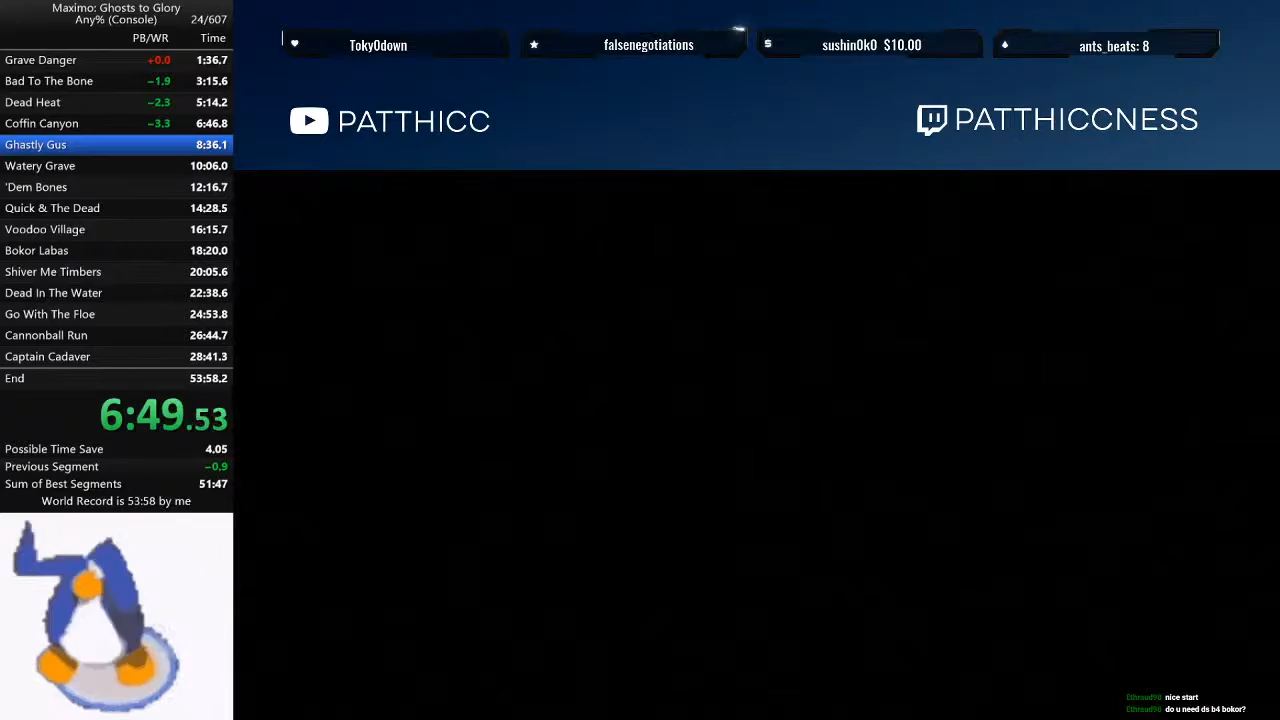 Maximo: Ghosts to Glory
Any% (Console) 24/607
PB/WR Time
Grave Danger +0.0 1:36.7
Bad To The Bone −1.9 3:15.6
Dead Heat −2.3 5:14.2
Coffin Canyon −3.3 6:46.8
Ghastly Gus 8:36.1
Watery Grave 10:06.0
'Dem Bones 12:16.7
Quick & The Dead 14:28.5
Voodoo Village 16:15.7
Bokor Labas 18:20.0
Shiver Me Timbers 20:05.6
Dead In The Water 22:38.6
Go With The Floe 24:53.8
Cannonball Run 26:44.7
Captain Cadaver 28:41.3
End 53:58.2
6:49.53
Possible Time Save 4.05
Previous Segment −0.9
Sum of Best Segments 51:47
World Record is 53:58 by me
Toky0down
falsenegotiations
$ sushin0k0 $10.00
ants_beats: 8
PATTHICC
PATTHICCNESS
Ethraud90 nice start
Ethraud90 do u need ds b4 bokor?